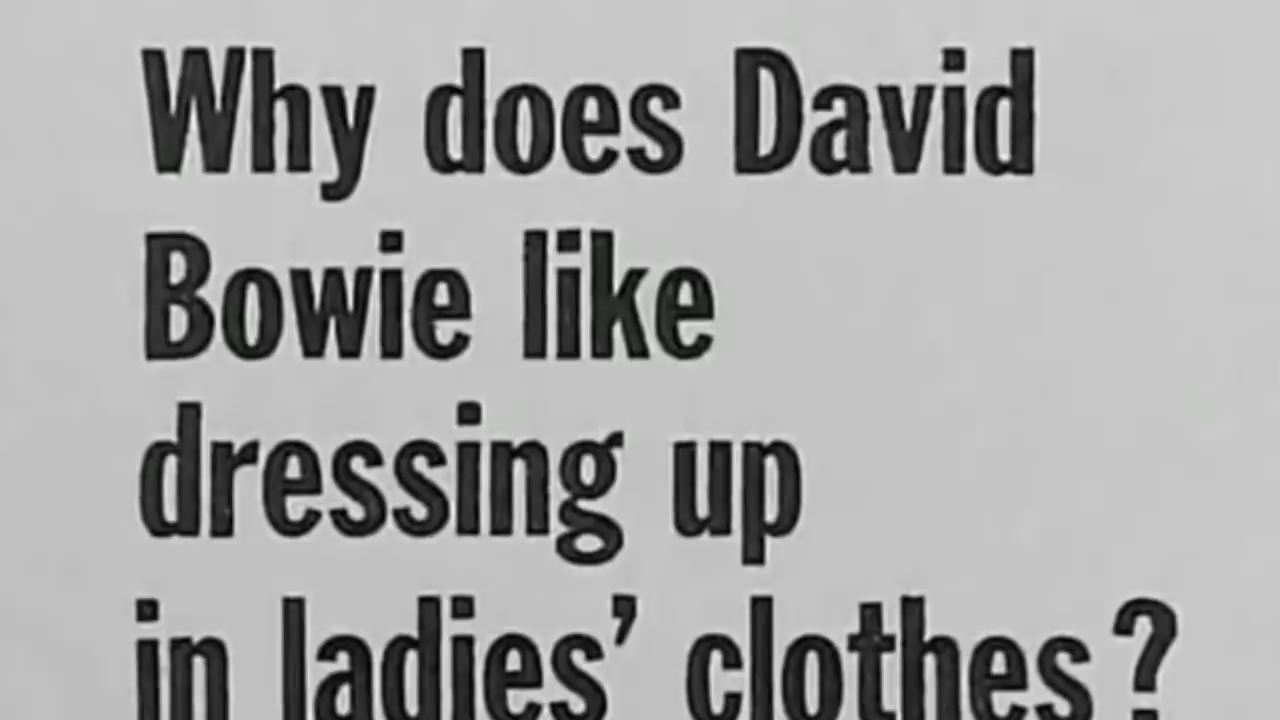 Why does David
Bowie like
dressing up
in ladies’ clothes?